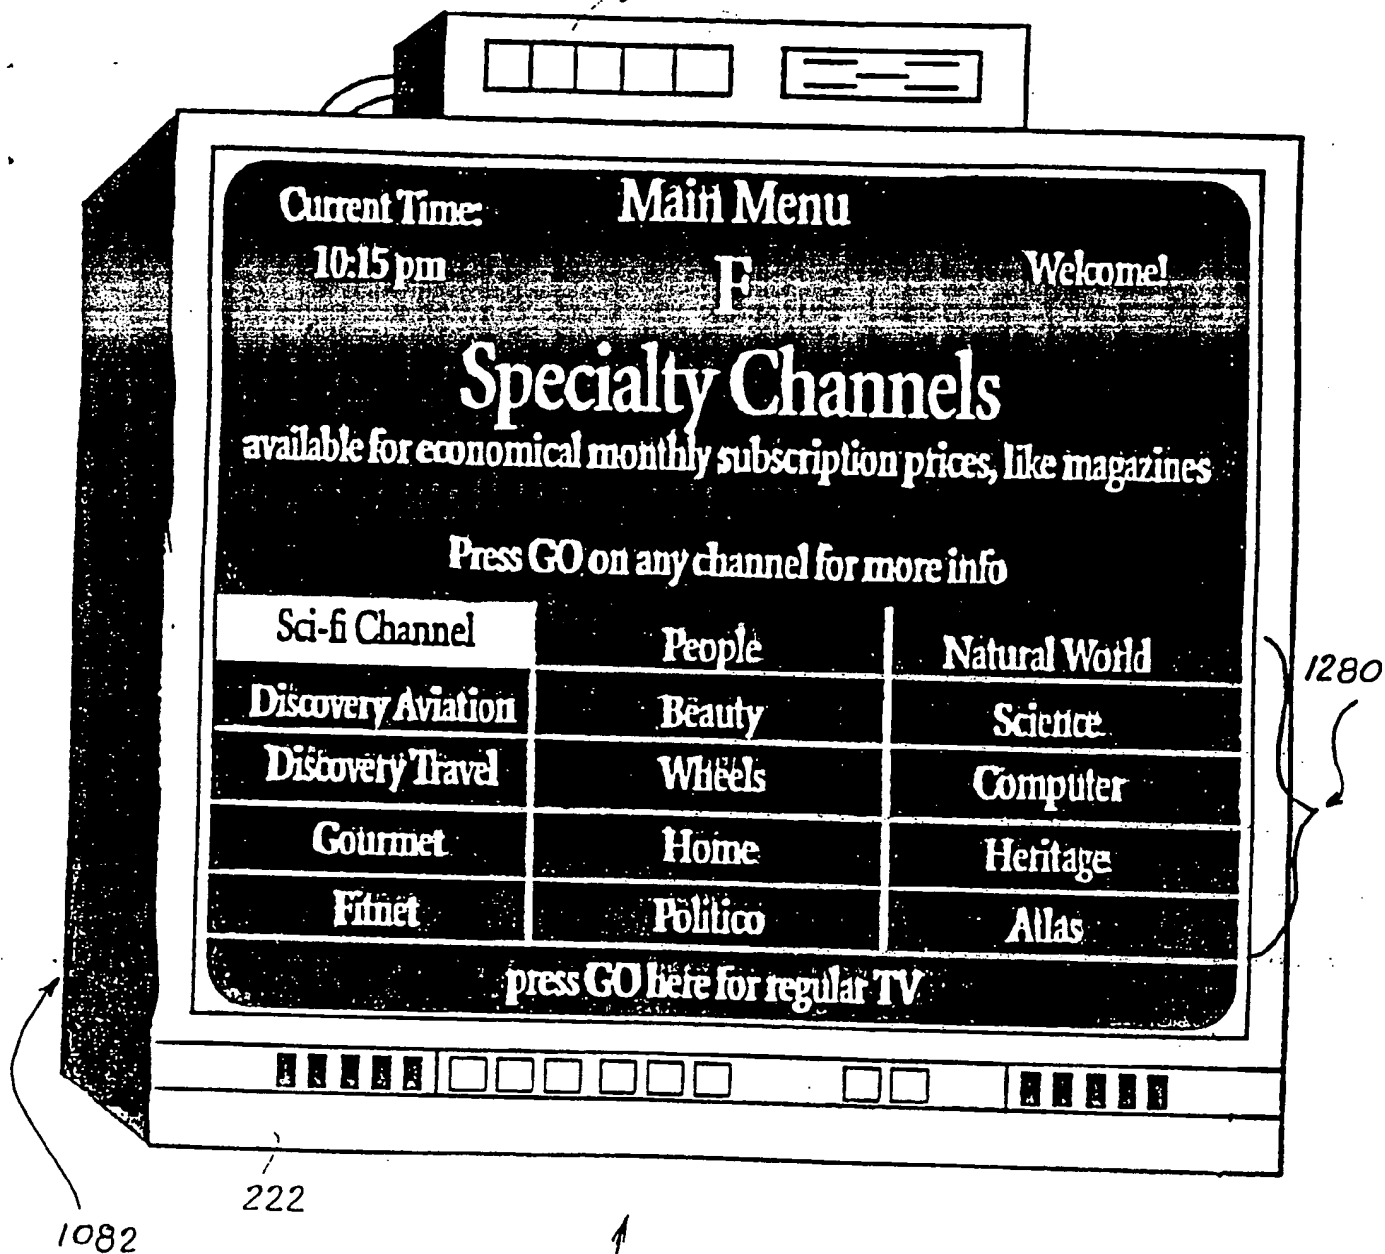 Current Time:
Main Menu
10:15 pm
F
Welcome!
Specialty Channels
available for economical monthly subscription prices, like magazines
Press GO on any channel for more info
Sci-fi Channel
People
Natural World
Discovery Aviation
Beauty
Science
Discovery Travel
Wheels
Computer
Gourmet
Home
Heritage
Fitnet
Politico
Atlas
press GO here for regular TV
1280
222
1082